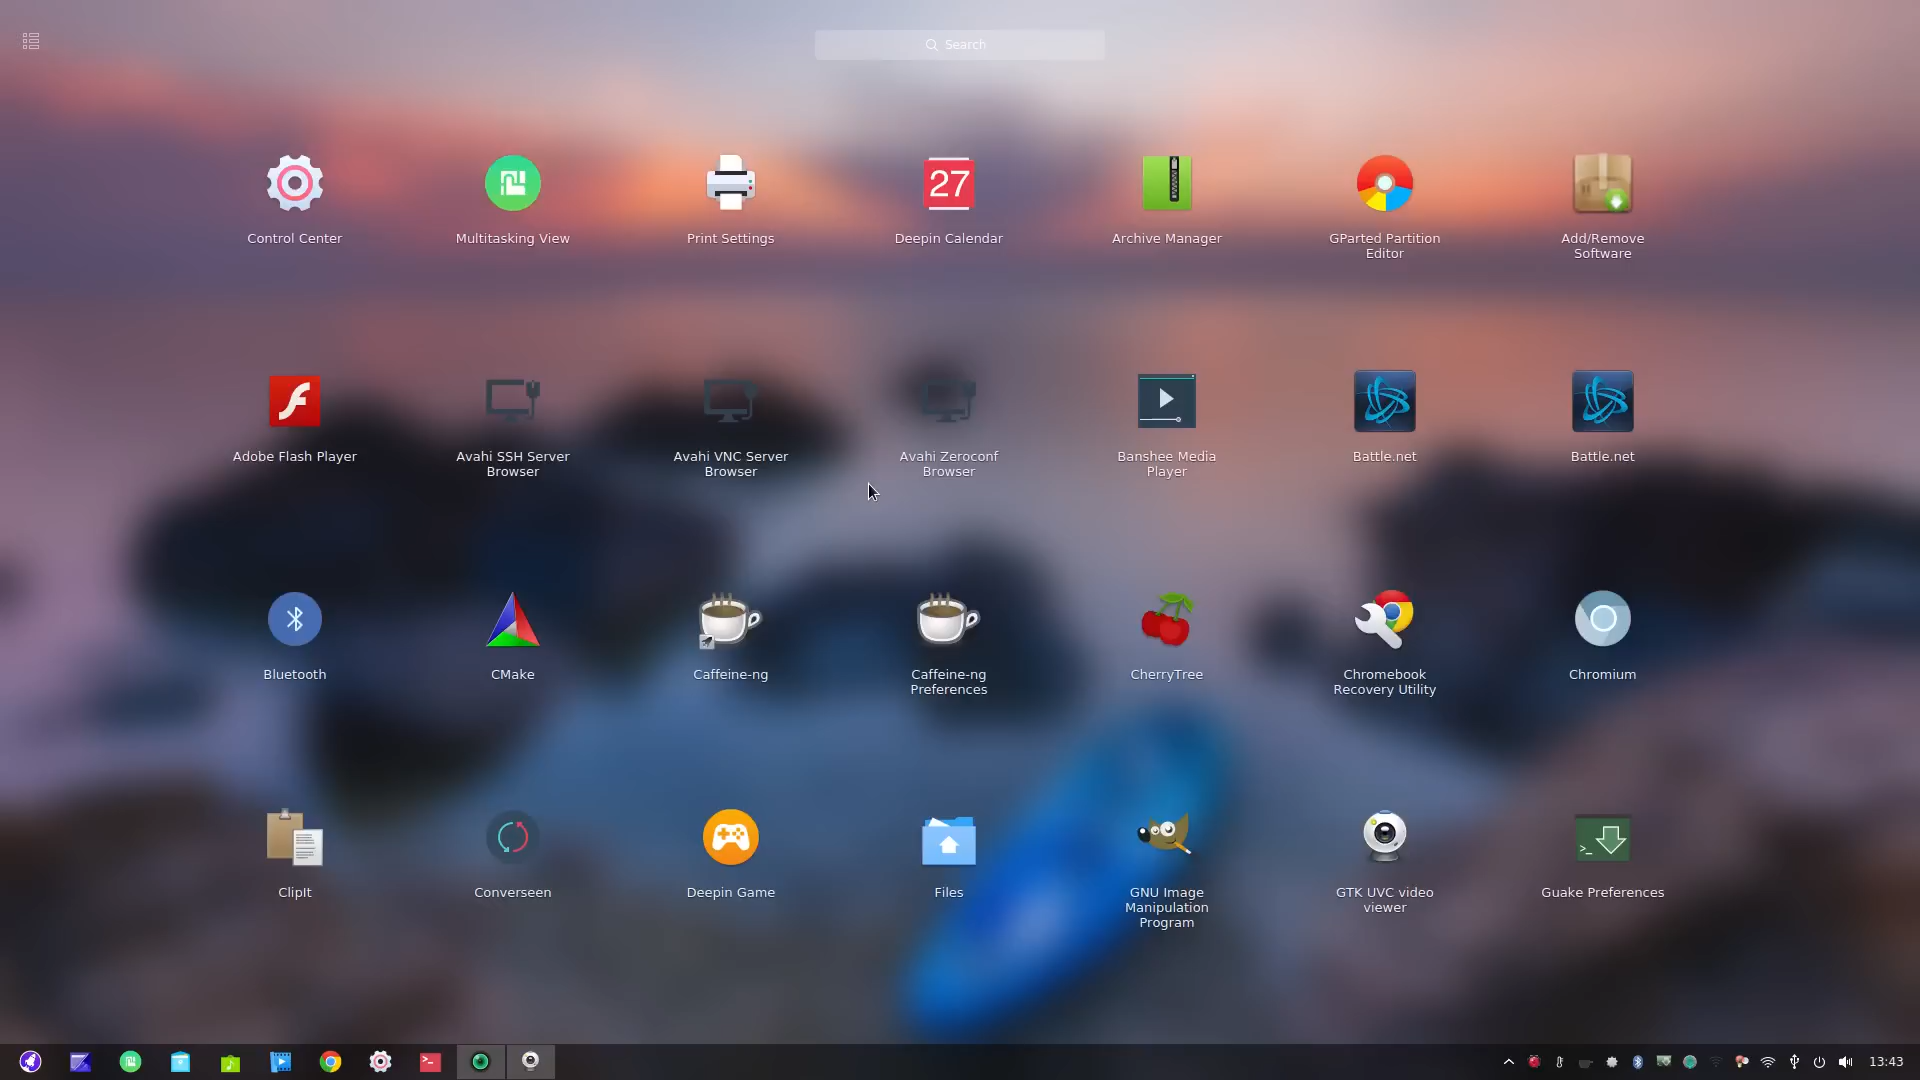 Search
Control Center
Multitasking View
Print Settings
27
Deepin Calendar
Archive Manager
GParted Partition
Editor
Add/Remove
Software
Adobe Flash Player
Avahi SSH Server
Browser
Avahi VNC Server
Browser
Avahi Zeroconf
Browser
Banshee Media
Player
Battle.net
Battle.net
Bluetooth
CMake
Caffeine-ng
Caffeine-ng
Preferences
CherryTree
Chromebook
Recovery Utility
Chromium
ClipIt
Converseen
Deepin Game
Files
GNU Image
Manipulation
Program
GTK UVC video
viewer
>_
Guake Preferences
>_
13:43